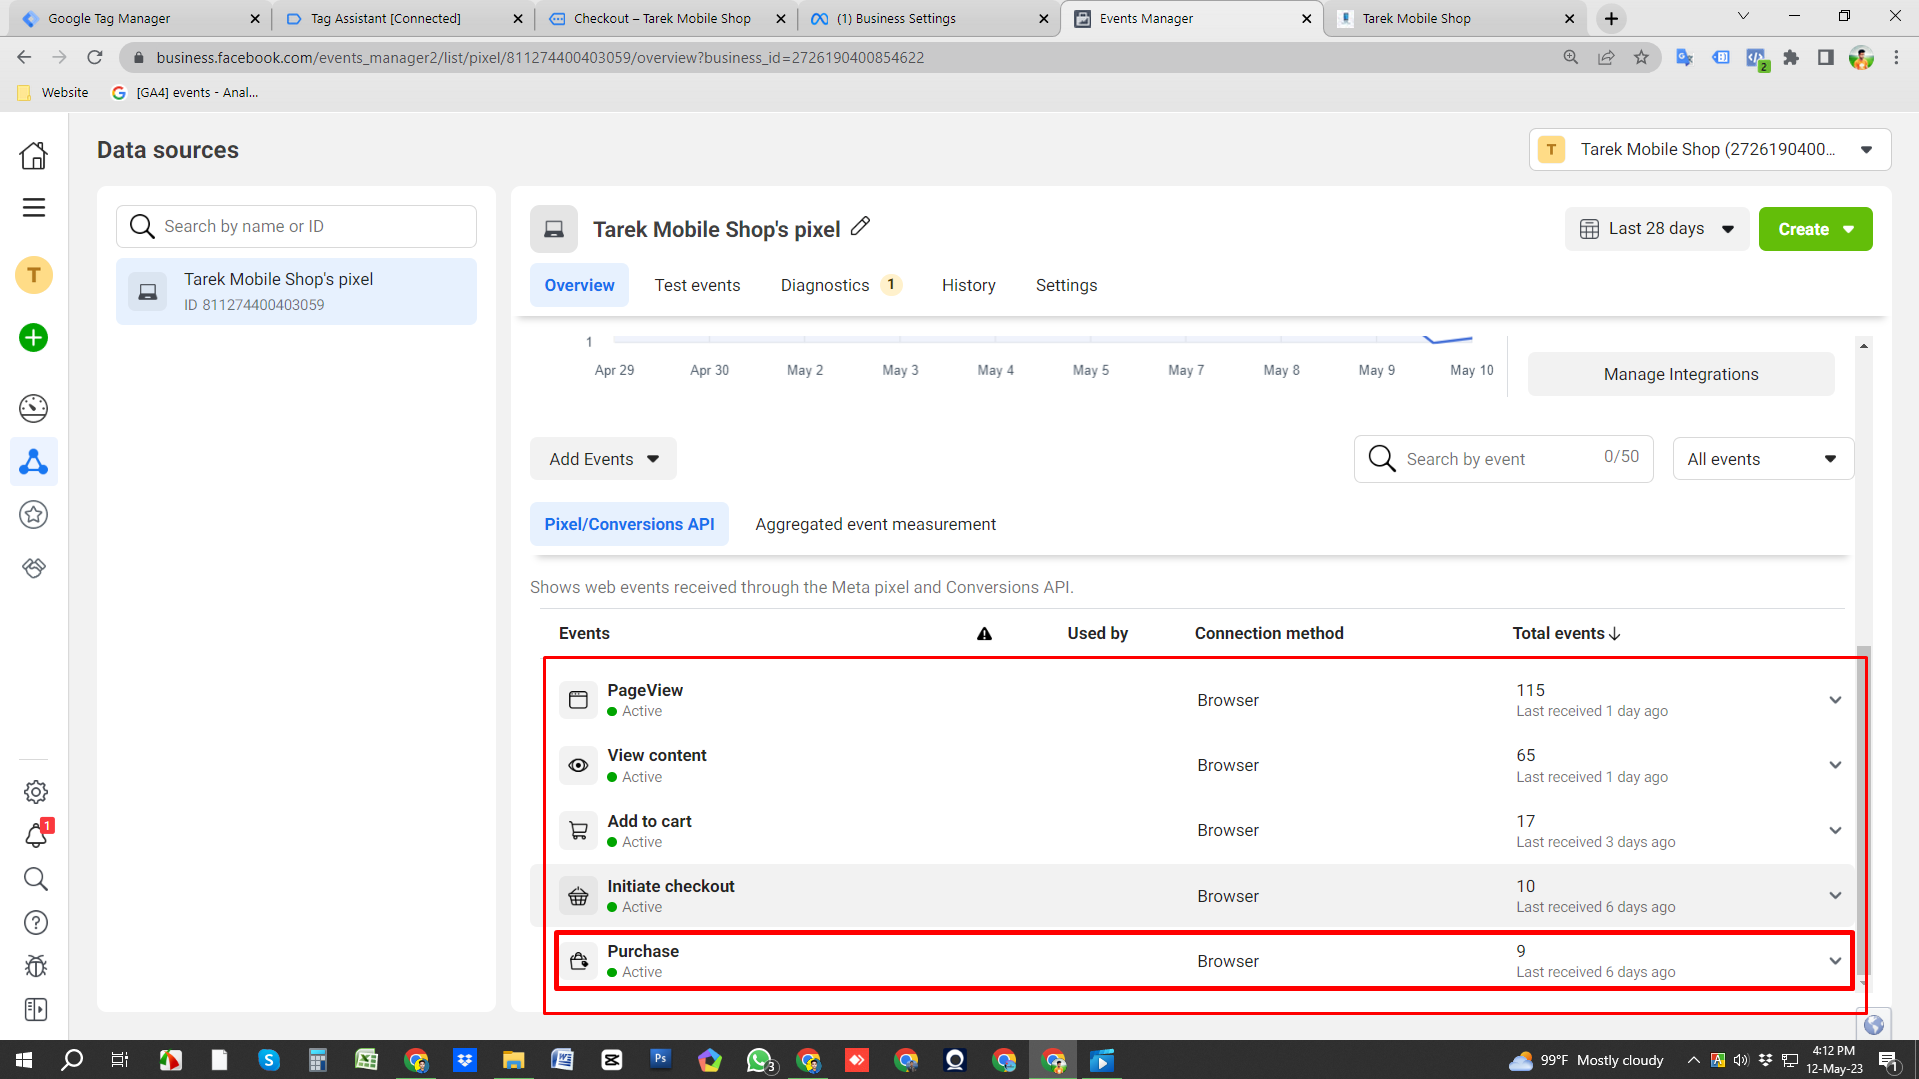 Google Tag Manager
Tag Assistant [Connected]
Checkout – Tarek Mobile Shop
(1) Business Settings
Events Manager
Tarek Mobile Shop
business.facebook.com/events_manager2/list/pixel/811274400403059/overview?business_id=2726190400854622
2
Website
[GA4] events - Anal...
Data sources
T
Tarek Mobile Shop (2726190400...
Search by name or ID
Tarek Mobile Shop's pixel
Last 28 days
Create
T
Tarek Mobile Shop's pixel
ID 811274400403059
Overview
Test events
Diagnostics
1
History
Settings
1
Apr 29
Apr 30
May 2
May 3
May 4
May 5
May 7
May 8
May 9
May 10
Manage Integrations
Add Events
Search by event
0/50
All events
Pixel/Conversions API
Aggregated event measurement
Shows web events received through the Meta pixel and Conversions API.
Events
Used by
Connection method
Total events
PageView
Active
Browser
115
Last received 1 day ago
View content
Active
Browser
65
Last received 1 day ago
Add to cart
Active
Browser
17
Last received 3 days ago
Initiate checkout
Active
Browser
10
Last received 6 days ago
1
Purchase
Active
Browser
9
Last received 6 days ago
Ps
3
99°F Mostly cloudy
A
4:12 PM
12-May-23
1